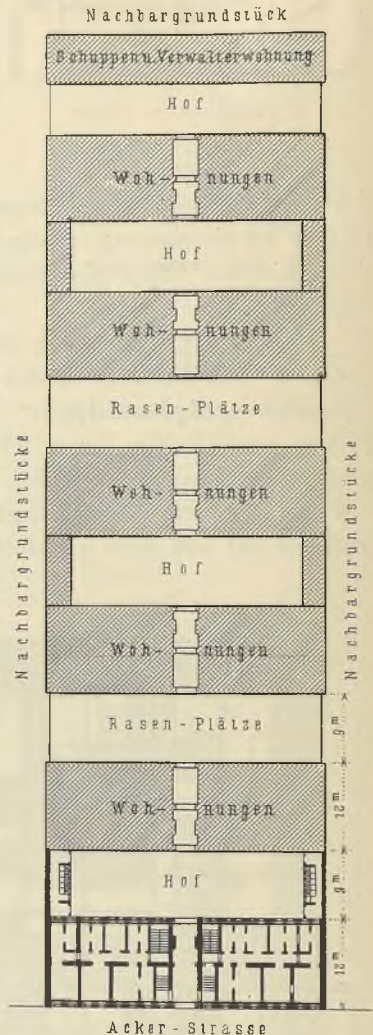 Nachbargrundstück
Schuppen u. Verwalterwohnung
Hof
Woh- nungen
Hof
Woh- nungen
Rasen-Plätze
Nachbargrundstücke
Nachbargrundstücke
Woh- nungen
Hof
Woh- nungen
Rasen-Plätze
9 m
Woh- nungen
12 m
Hof
9 m
12 m
Acker-Strasse